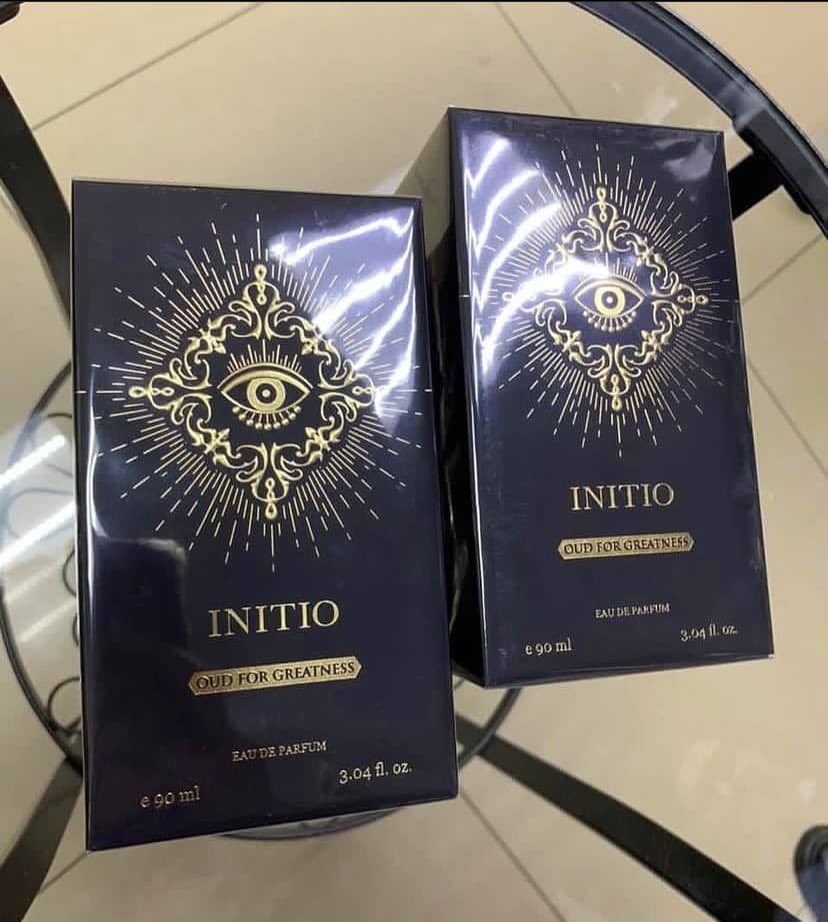 INITIO
OUD FOR GREATNESS
EAU DE PARFUM
e 90 ml
3.04 fl. oz.
INITIO
OUD FOR GREATNESS
EAU DE PARFUM
e 90 ml
3.04 fl. oz.